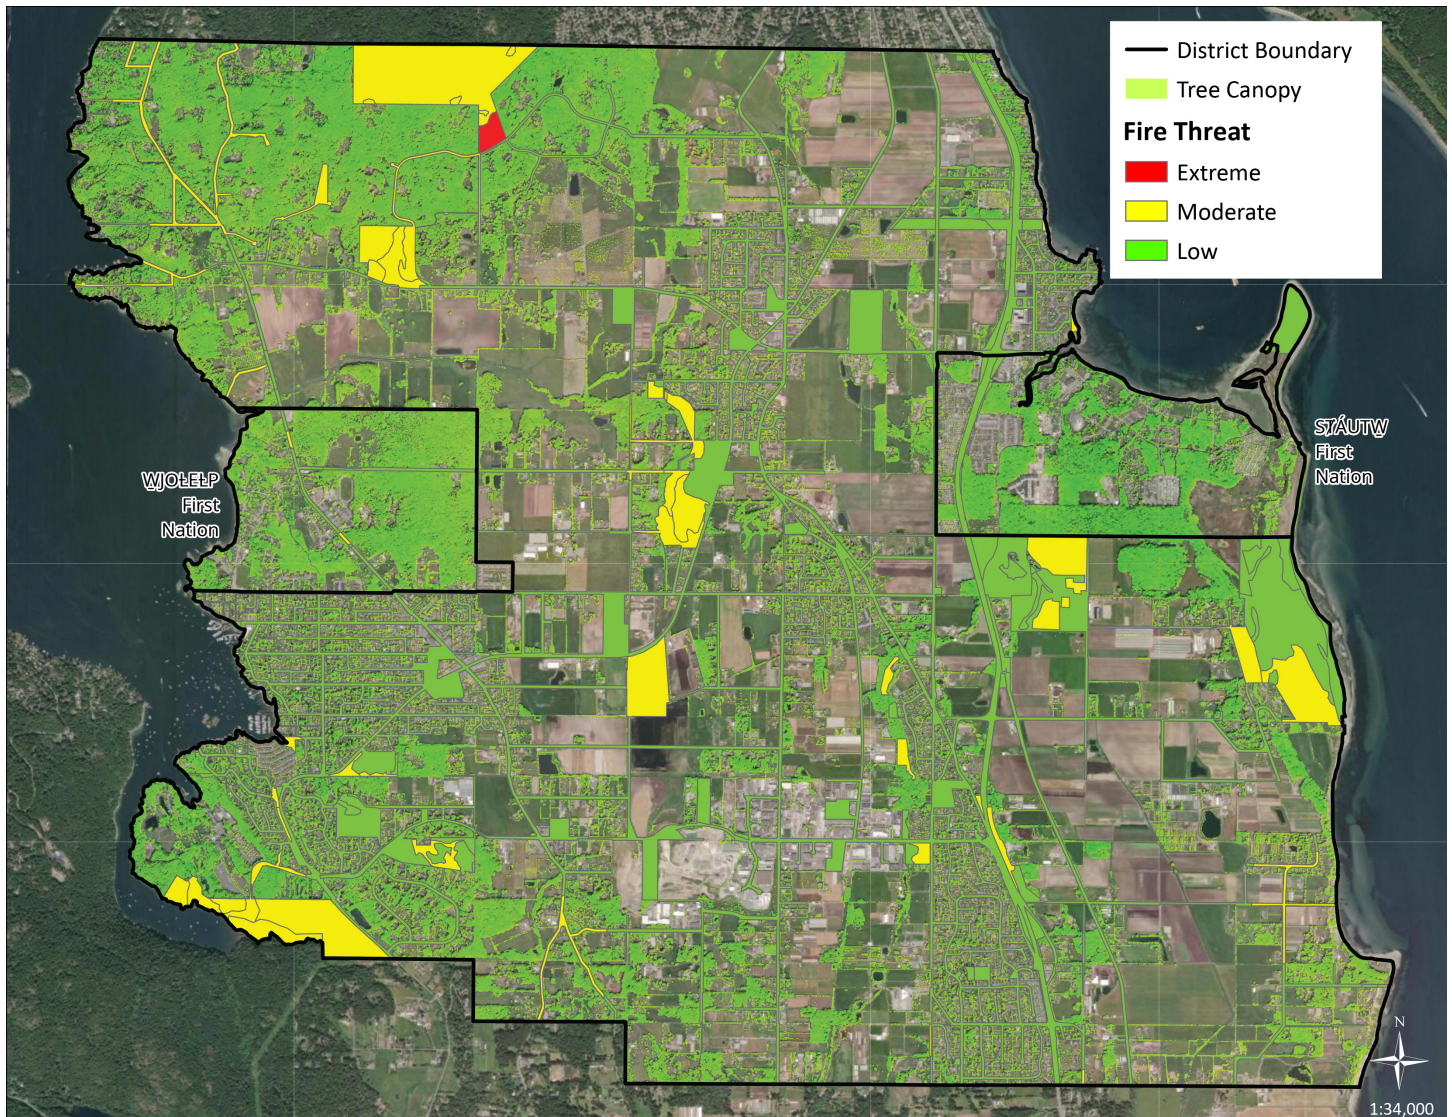 District Boundary
Tree Canopy
Fire Threat
Extreme
Moderate
Low
W̱JOȽEȽP
First
Nation
SȾÁUTW̱
First
Nation
N
1:34,000